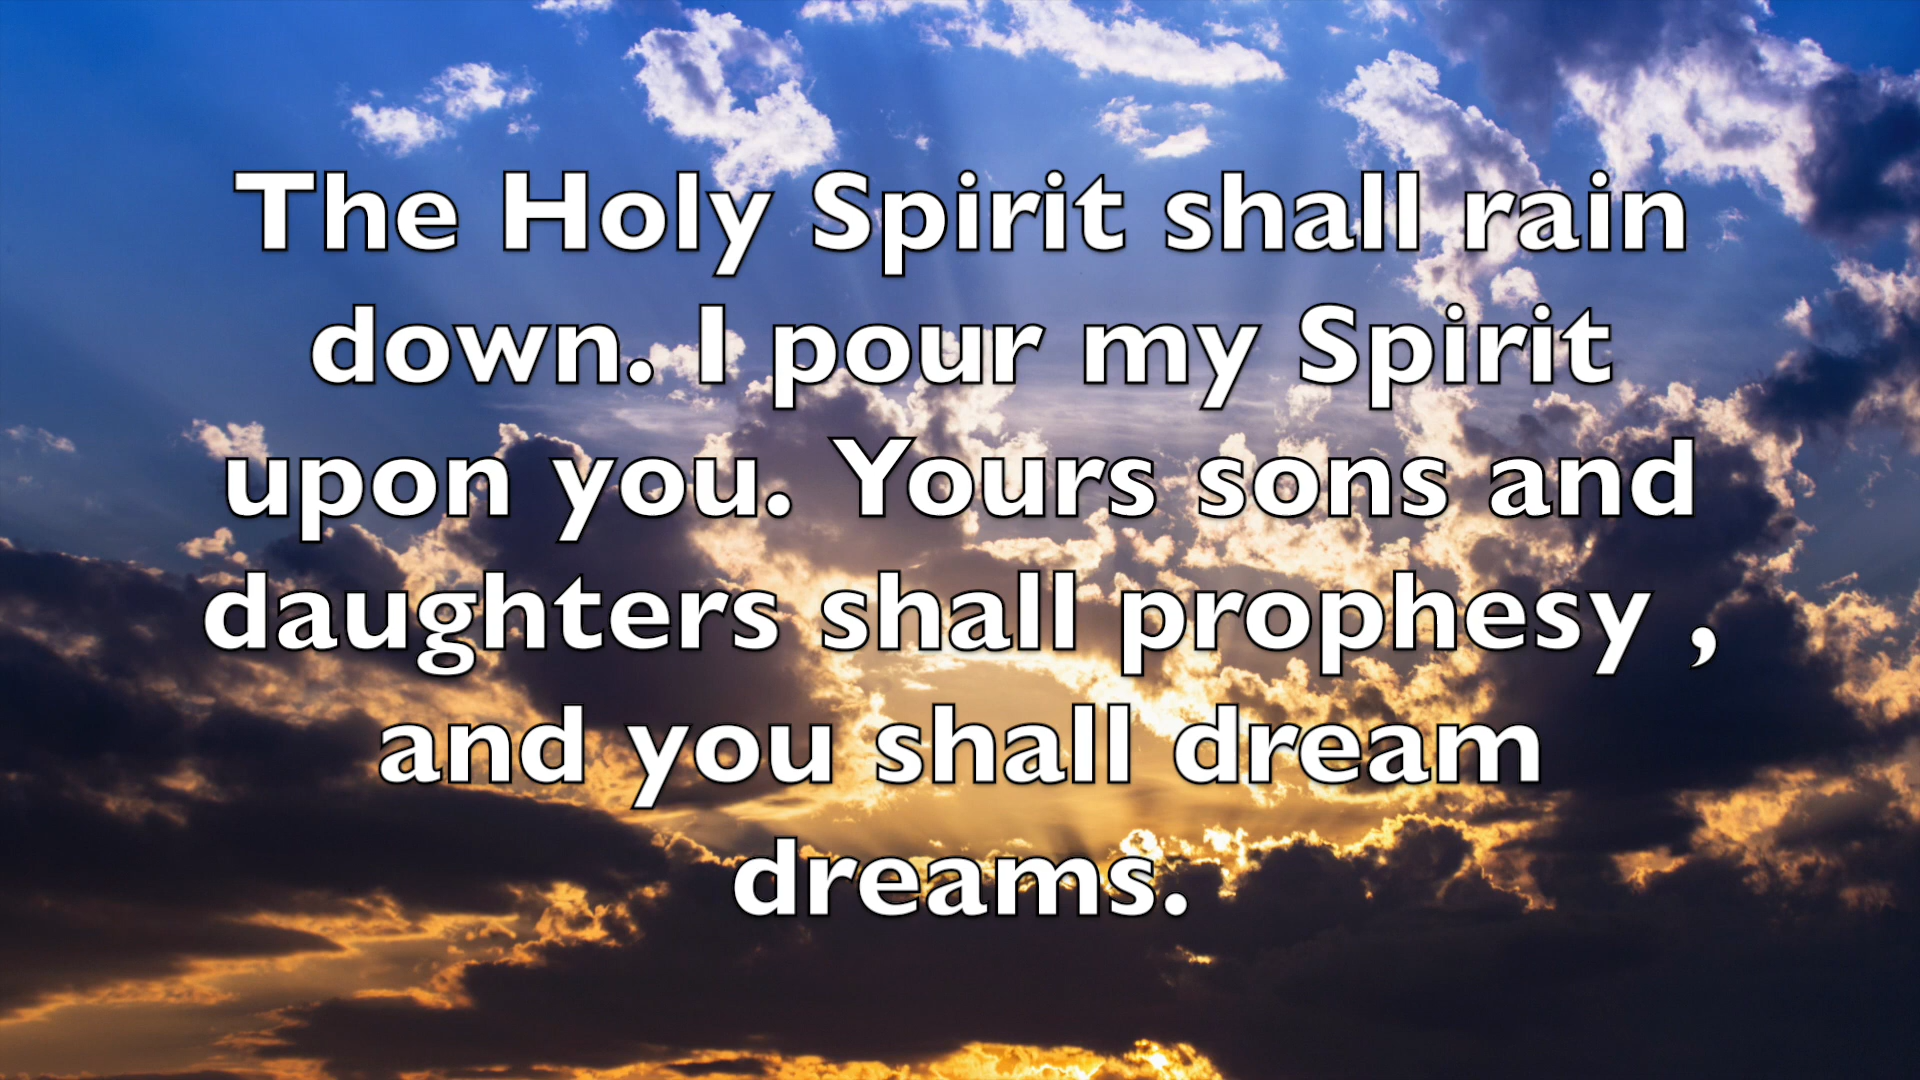 The Holy Spirit shall rain
down. I pour my Spirit
upon you. Yours sons and
daughters shall prophesy ,
and you shall dream
dreams.